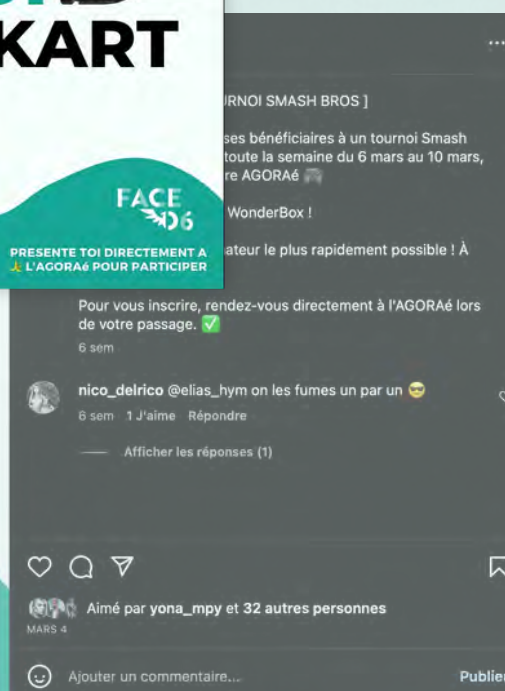 KART
FACE
06
PRESENTE TOI DIRECTEMENT A
L'AGORAé POUR PARTICIPER
...
URNOI SMASH BROS ]
ses bénéficiaires à un tournoi Smash
toute la semaine du 6 mars au 10 mars,
re AGORAé
WonderBox !
ateur le plus rapidement possible ! À
Pour vous inscrire, rendez-vous directement à l'AGORAé lors
de votre passage. ✅
6 sem
nico_delrico @elias_hym on les fumes un par un 😎
6 sem 1 J'aime Répondre
Afficher les réponses (1)
Aimé par yona_mpy et 32 autres personnes
MARS 4
Ajouter un commentaire...
Publier